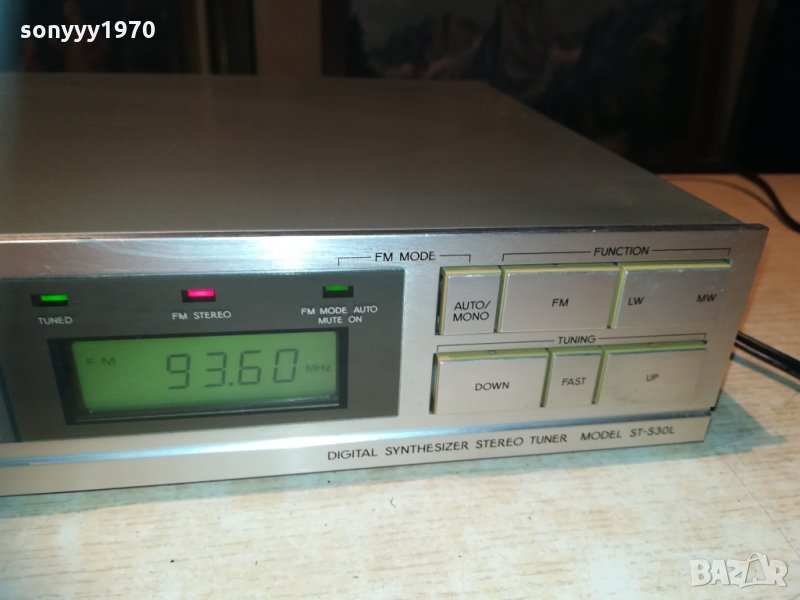 sonyyy1970
FM MODE
FUNCTION
TUNED
FM STEREO
FM MODE AUTO
MUTE ON
AUTO/
MONO
FM
LW
MW
FM 93.60 MHz
TUNING
DOWN
FAST
UP
DIGITAL SYNTHESIZER STEREO TUNER MODEL ST-S30L
BAZAR